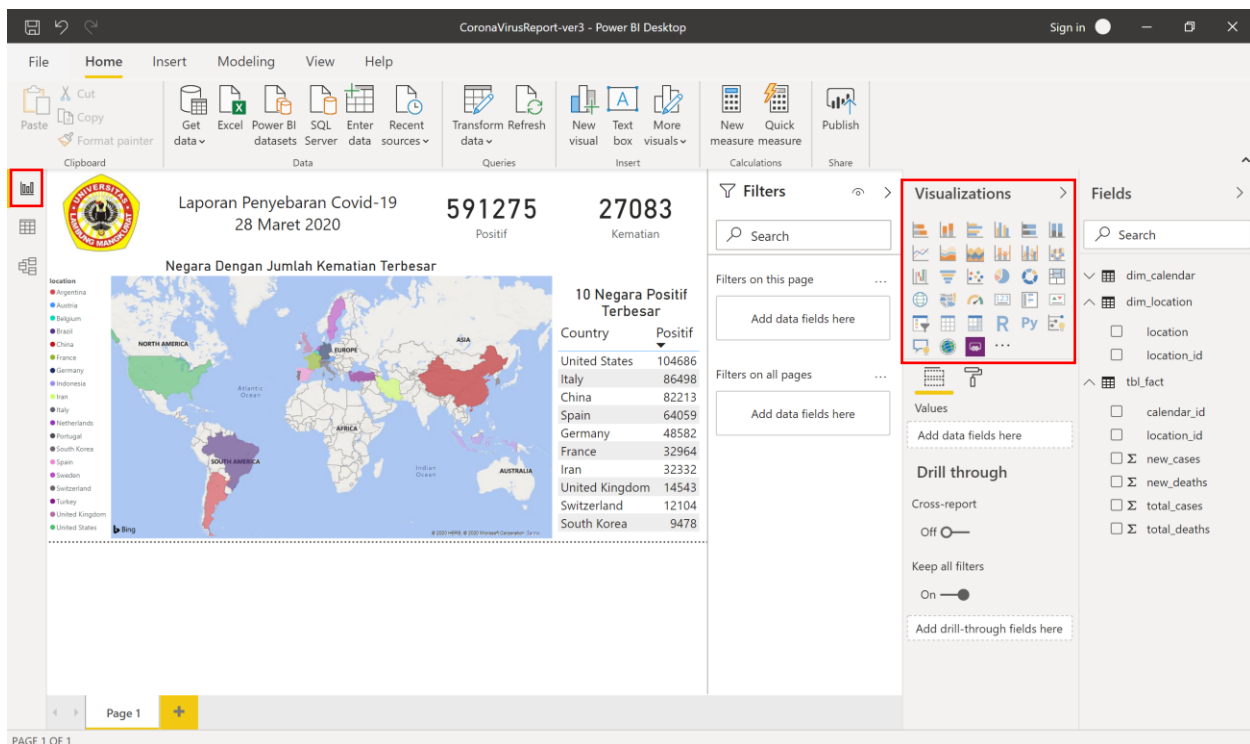 CoronaVirusReport-ver3 - Power BI Desktop
Sign in
File Home Insert Modeling View Help
Paste
Cut
Copy
Format painter
Clipboard
Get data
Excel
Power BI datasets
SQL Server
Enter data
Recent sources
Data
Transform data
Refresh
Queries
New visual
Text box
More visuals
Insert
New measure
Quick measure
Calculations
Publish
Share
UNIVERSITAS
LAMBUNG MANGKURAT
Laporan Penyebaran Covid-19
28 Maret 2020
591275
Positif
27083
Kematian
Negara Dengan Jumlah Kematian Terbesar
location
Argentina
Austria
Belgium
Brazil
China
France
Germany
Indonesia
Iran
Italy
Netherlands
Portugal
South Korea
Spain
Sweden
Switzerland
Turkey
United Kingdom
United States
NORTH AMERICA
EUROPE
ASIA
Atlantic
Ocean
AFRICA
SOUTH AMERICA
Indian
Ocean
AUSTRALIA
Bing
© 2020 HERE, © 2020 Microsoft Corporation Terms
10 Negara Positif
Terbesar
Country Positif
United States 104686
Italy 86498
China 82213
Spain 64059
Germany 48582
France 32964
Iran 32332
United Kingdom 14543
Switzerland 12104
South Korea 9478
Filters
Search
Filters on this page ...
Add data fields here
Filters on all pages ...
Add data fields here
Visualizations
R
Py
...
Values
Add data fields here
Drill through
Cross-report
Off
Keep all filters
On
Add drill-through fields here
Fields
Search
dim_calendar
dim_location
location
location_id
tbl_fact
calendar_id
location_id
Σ new_cases
Σ new_deaths
Σ total_cases
Σ total_deaths
Page 1
PAGE 1 OF 1